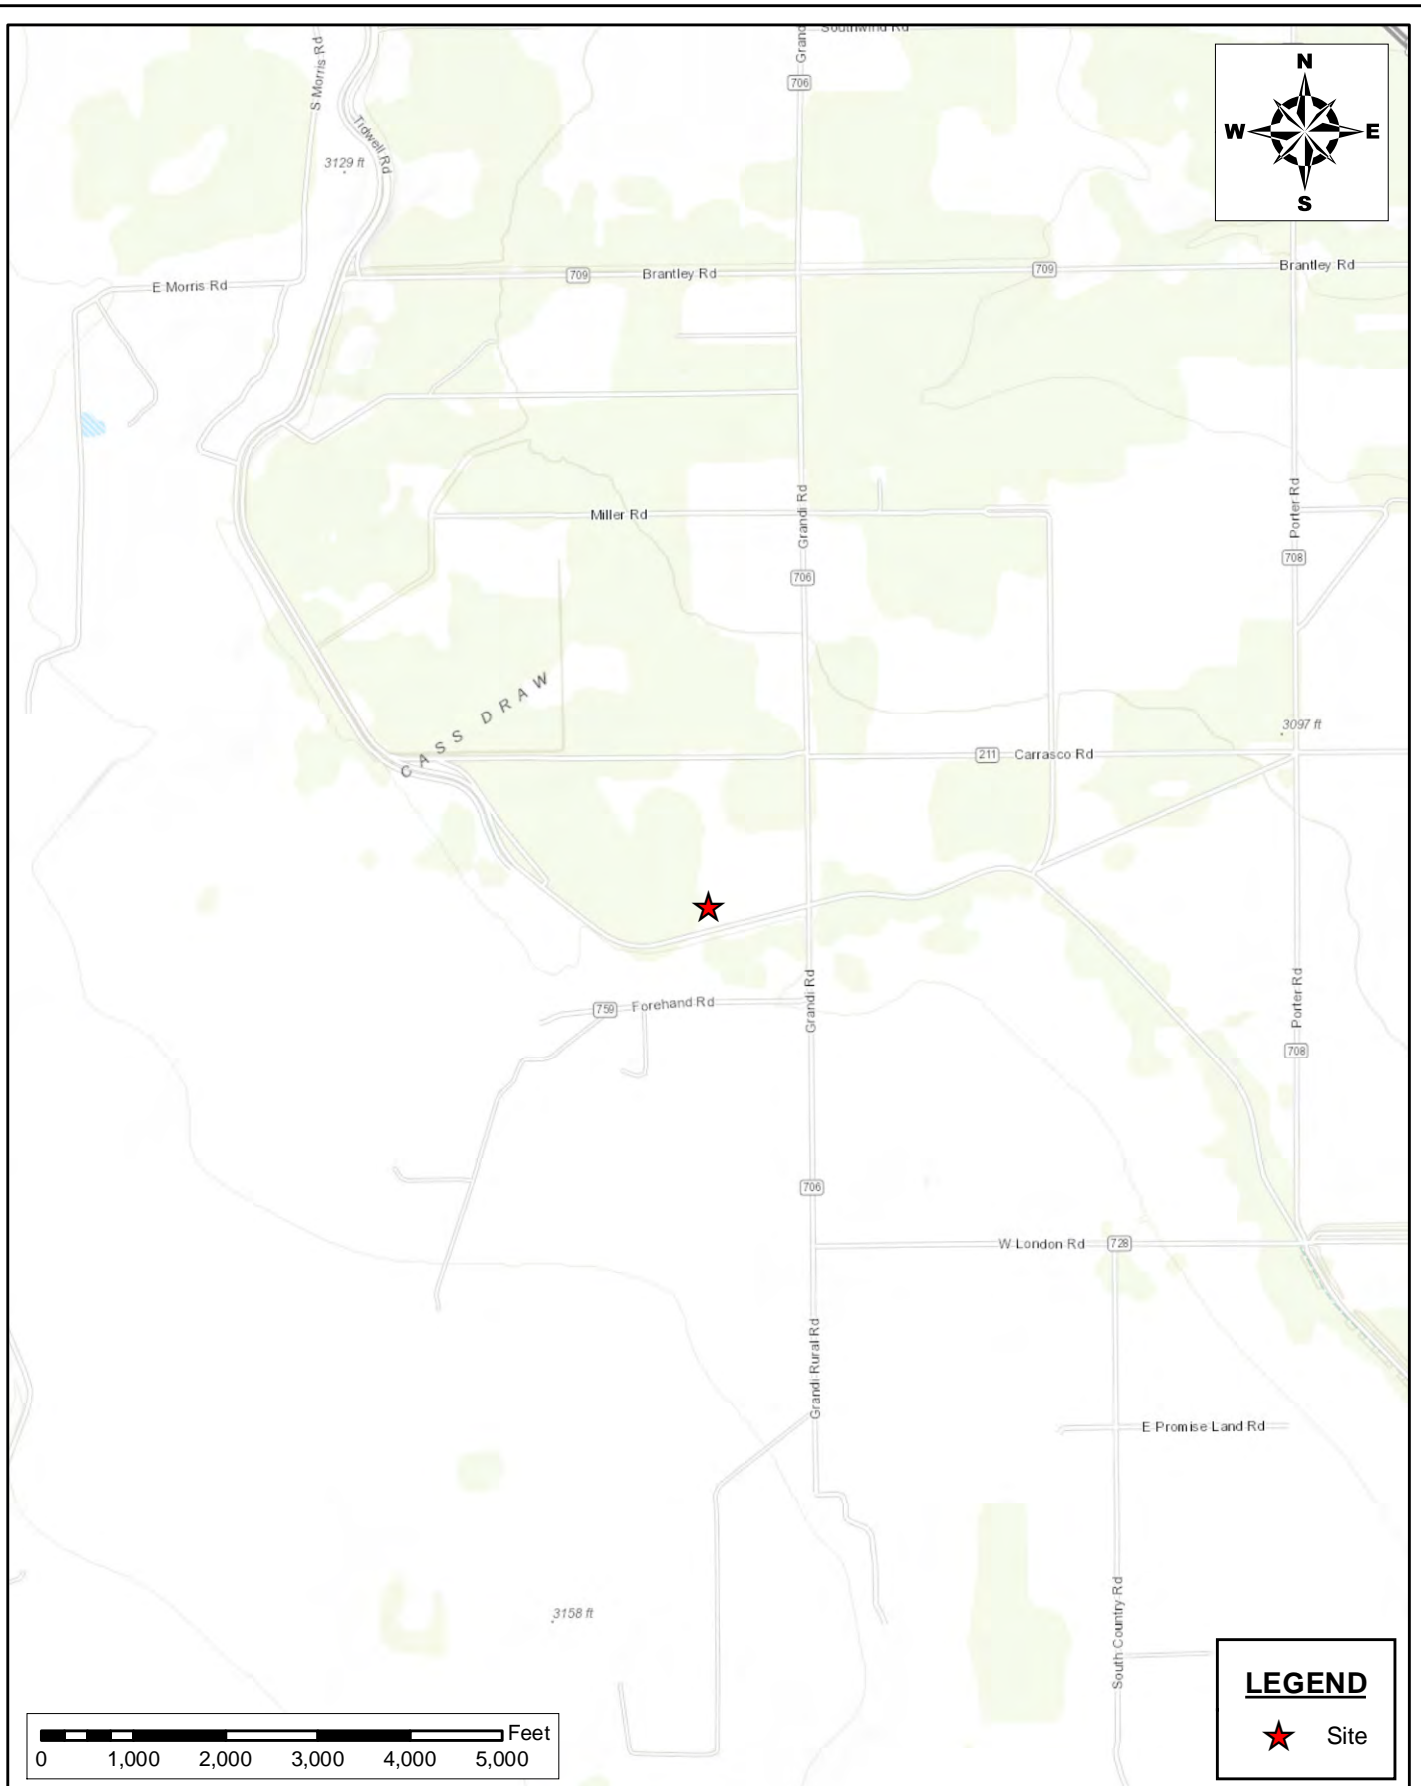 Southwind Rd
Grand
706
N
W E
S
S Morris Rd
Tidwell Rd
3129 ft
E Morris Rd
709
Brantley Rd
709
Brantley Rd
Grandi Rd
Miller Rd
706
Porter Rd
708
CASS DRAW
3097 ft
211
Carrasco Rd
Grandi Rd
759
Forehand Rd
Porter Rd
708
706
W London Rd
728
Grandi Rural Rd
E Promise Land Rd
South Country Rd
3158 ft
LEGEND
Site
Feet
0 1,000 2,000 3,000 4,000 5,000